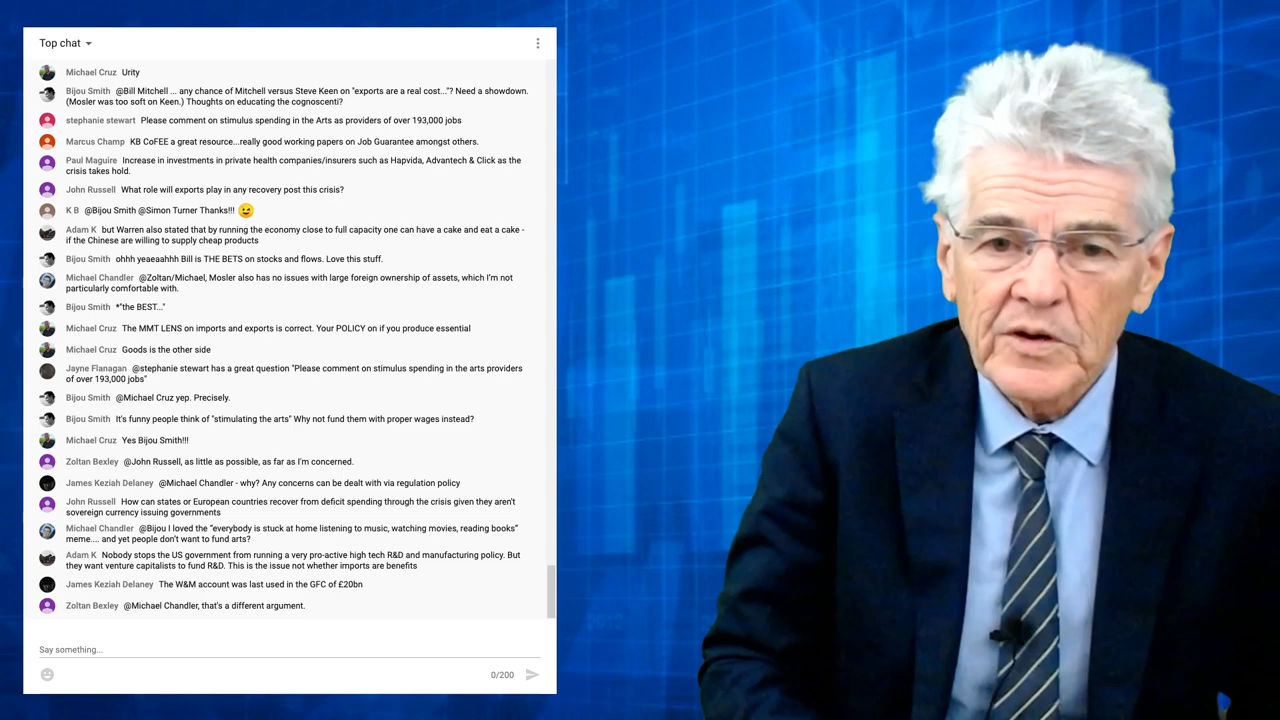 Top chat
Michael Cruz Urity
Bijou Smith @Bill Mitchell ... any chance of Mitchell versus Steve Keen on "exports are a real cost..."? Need a showdown.
(Mosler was too soft on Keen.) Thoughts on educating the cognoscenti?
stephanie stewart Please comment on stimulus spending in the Arts as providers of over 193,000 jobs
Marcus Champ KB CoFEE a great resource...really good working papers on Job Guarantee amongst others.
Paul Maguire Increase in investments in private health companies/insurers such as Hapvida, Advantech & Click as the
crisis takes hold.
John Russell What role will exports play in any recovery post this crisis?
K B @Bijou Smith @Simon Turner Thanks!!! 😉
Adam K but Warren also stated that by running the economy close to full capacity one can have a cake and eat a cake -
if the Chinese are willing to supply cheap products
Bijou Smith ohhh yeaeaahhh Bill is THE BETS on stocks and flows. Love this stuff.
Michael Chandler @Zoltan/Michael, Mosler also has no issues with large foreign ownership of assets, which I'm not
particularly comfortable with.
Bijou Smith *"the BEST..."
Michael Cruz The MMT LENS on imports and exports is correct. Your POLICY on if you produce essential
Michael Cruz Goods is the other side
Jayne Flanagan @stephanie stewart has a great question "Please comment on stimulus spending in the arts providers
of over 193,000 jobs"
Bijou Smith @Michael Cruz yep. Precisely.
Bijou Smith It's funny people think of "stimulating the arts" Why not fund them with proper wages instead?
Michael Cruz Yes Bijou Smith!!!
Zoltan Bexley @John Russell, as little as possible, as far as I'm concerned.
James Keziah Delaney @Michael Chandler - why? Any concerns can be dealt with via regulation policy
John Russell How can states or European countries recover from deficit spending through the crisis given they aren't
sovereign currency issuing governments
Michael Chandler @Bijou I loved the "everybody is stuck at home listening to music, watching movies, reading books"
meme.... and yet people don't want to fund arts?
Adam K Nobody stops the US government from running a very pro-active high tech R&D and manufacturing policy. But
they want venture capitalists to fund R&D. This is the issue not whether imports are benefits
James Keziah Delaney The W&M account was last used in the GFC of £20bn
Zoltan Bexley @Michael Chandler, that's a different argument.
Say something...
0/200